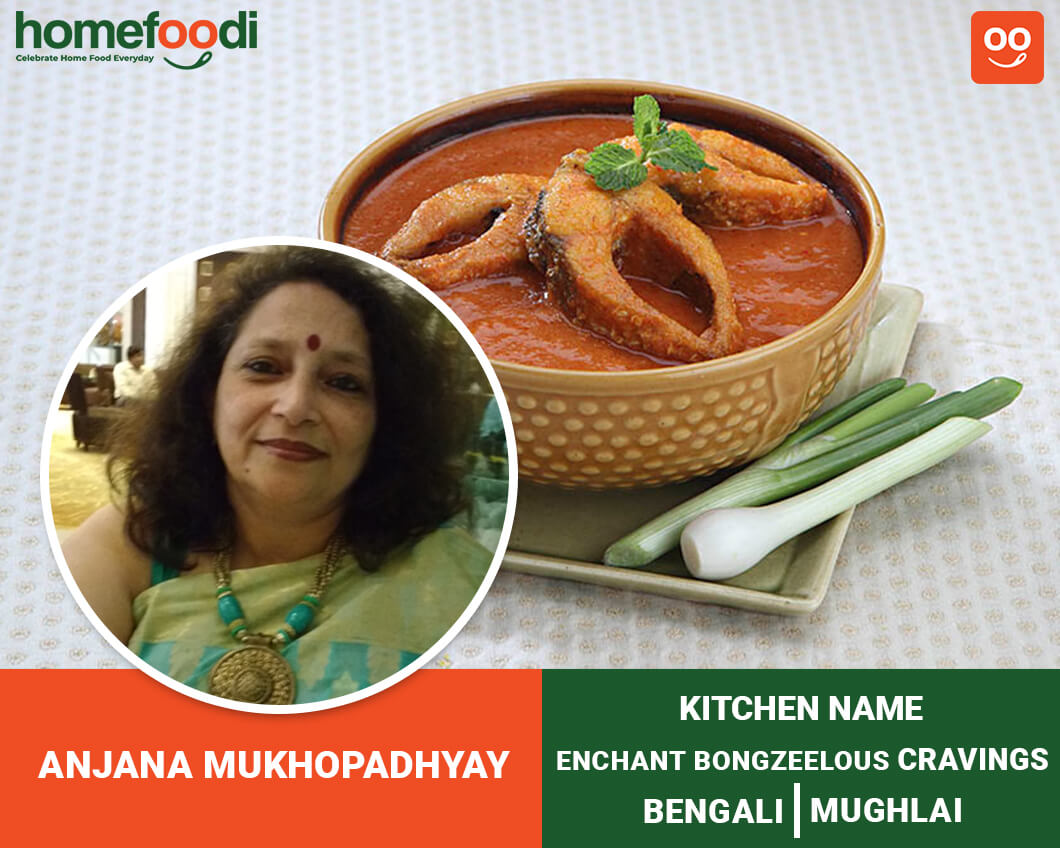 homefoodi
Celebrate Home Food Everyday
ANJANA MUKHOPADHYAY
KITCHEN NAME
ENCHANT BONGZEELOUS CRAVINGS
BENGALI | MUGHLAI